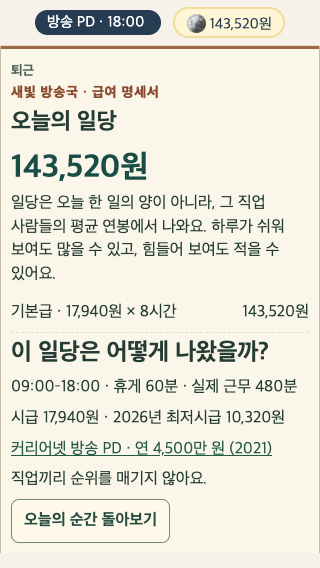 방송 PD · 18:00
143,520원
퇴근
새빛 방송국 · 급여 명세서
오늘의 일당
143,520원
일당은 오늘 한 일의 양이 아니라, 그 직업
사람들의 평균 연봉에서 나와요. 하루가 쉬워
보여도 많을 수 있고, 힘들어 보여도 적을 수
있어요.
기본급 · 17,940원 × 8시간 143,520원
이 일당은 어떻게 나왔을까?
09:00-18:00 · 휴게 60분 · 실제 근무 480분
시급 17,940원 · 2026년 최저시급 10,320원
커리어넷 방송 PD · 연 4,500만 원 (2021)
직업끼리 순위를 매기지 않아요.
오늘의 순간 돌아보기